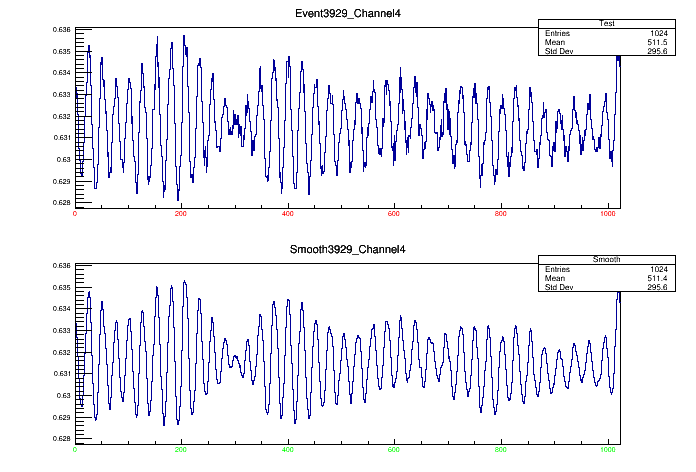 Event3929_Channel4
Test
Entries 1024
Mean 511.5
Std Dev 295.6
0.636
0.635
0.634
0.633
0.632
0.631
0.63
0.629
0.628
0 200 400 600 800 1000
Smooth3929_Channel4
Smooth
Entries 1024
Mean 511.4
Std Dev 295.6
0.636
0.635
0.634
0.633
0.632
0.631
0.63
0.629
0.628
0 200 400 600 800 1000